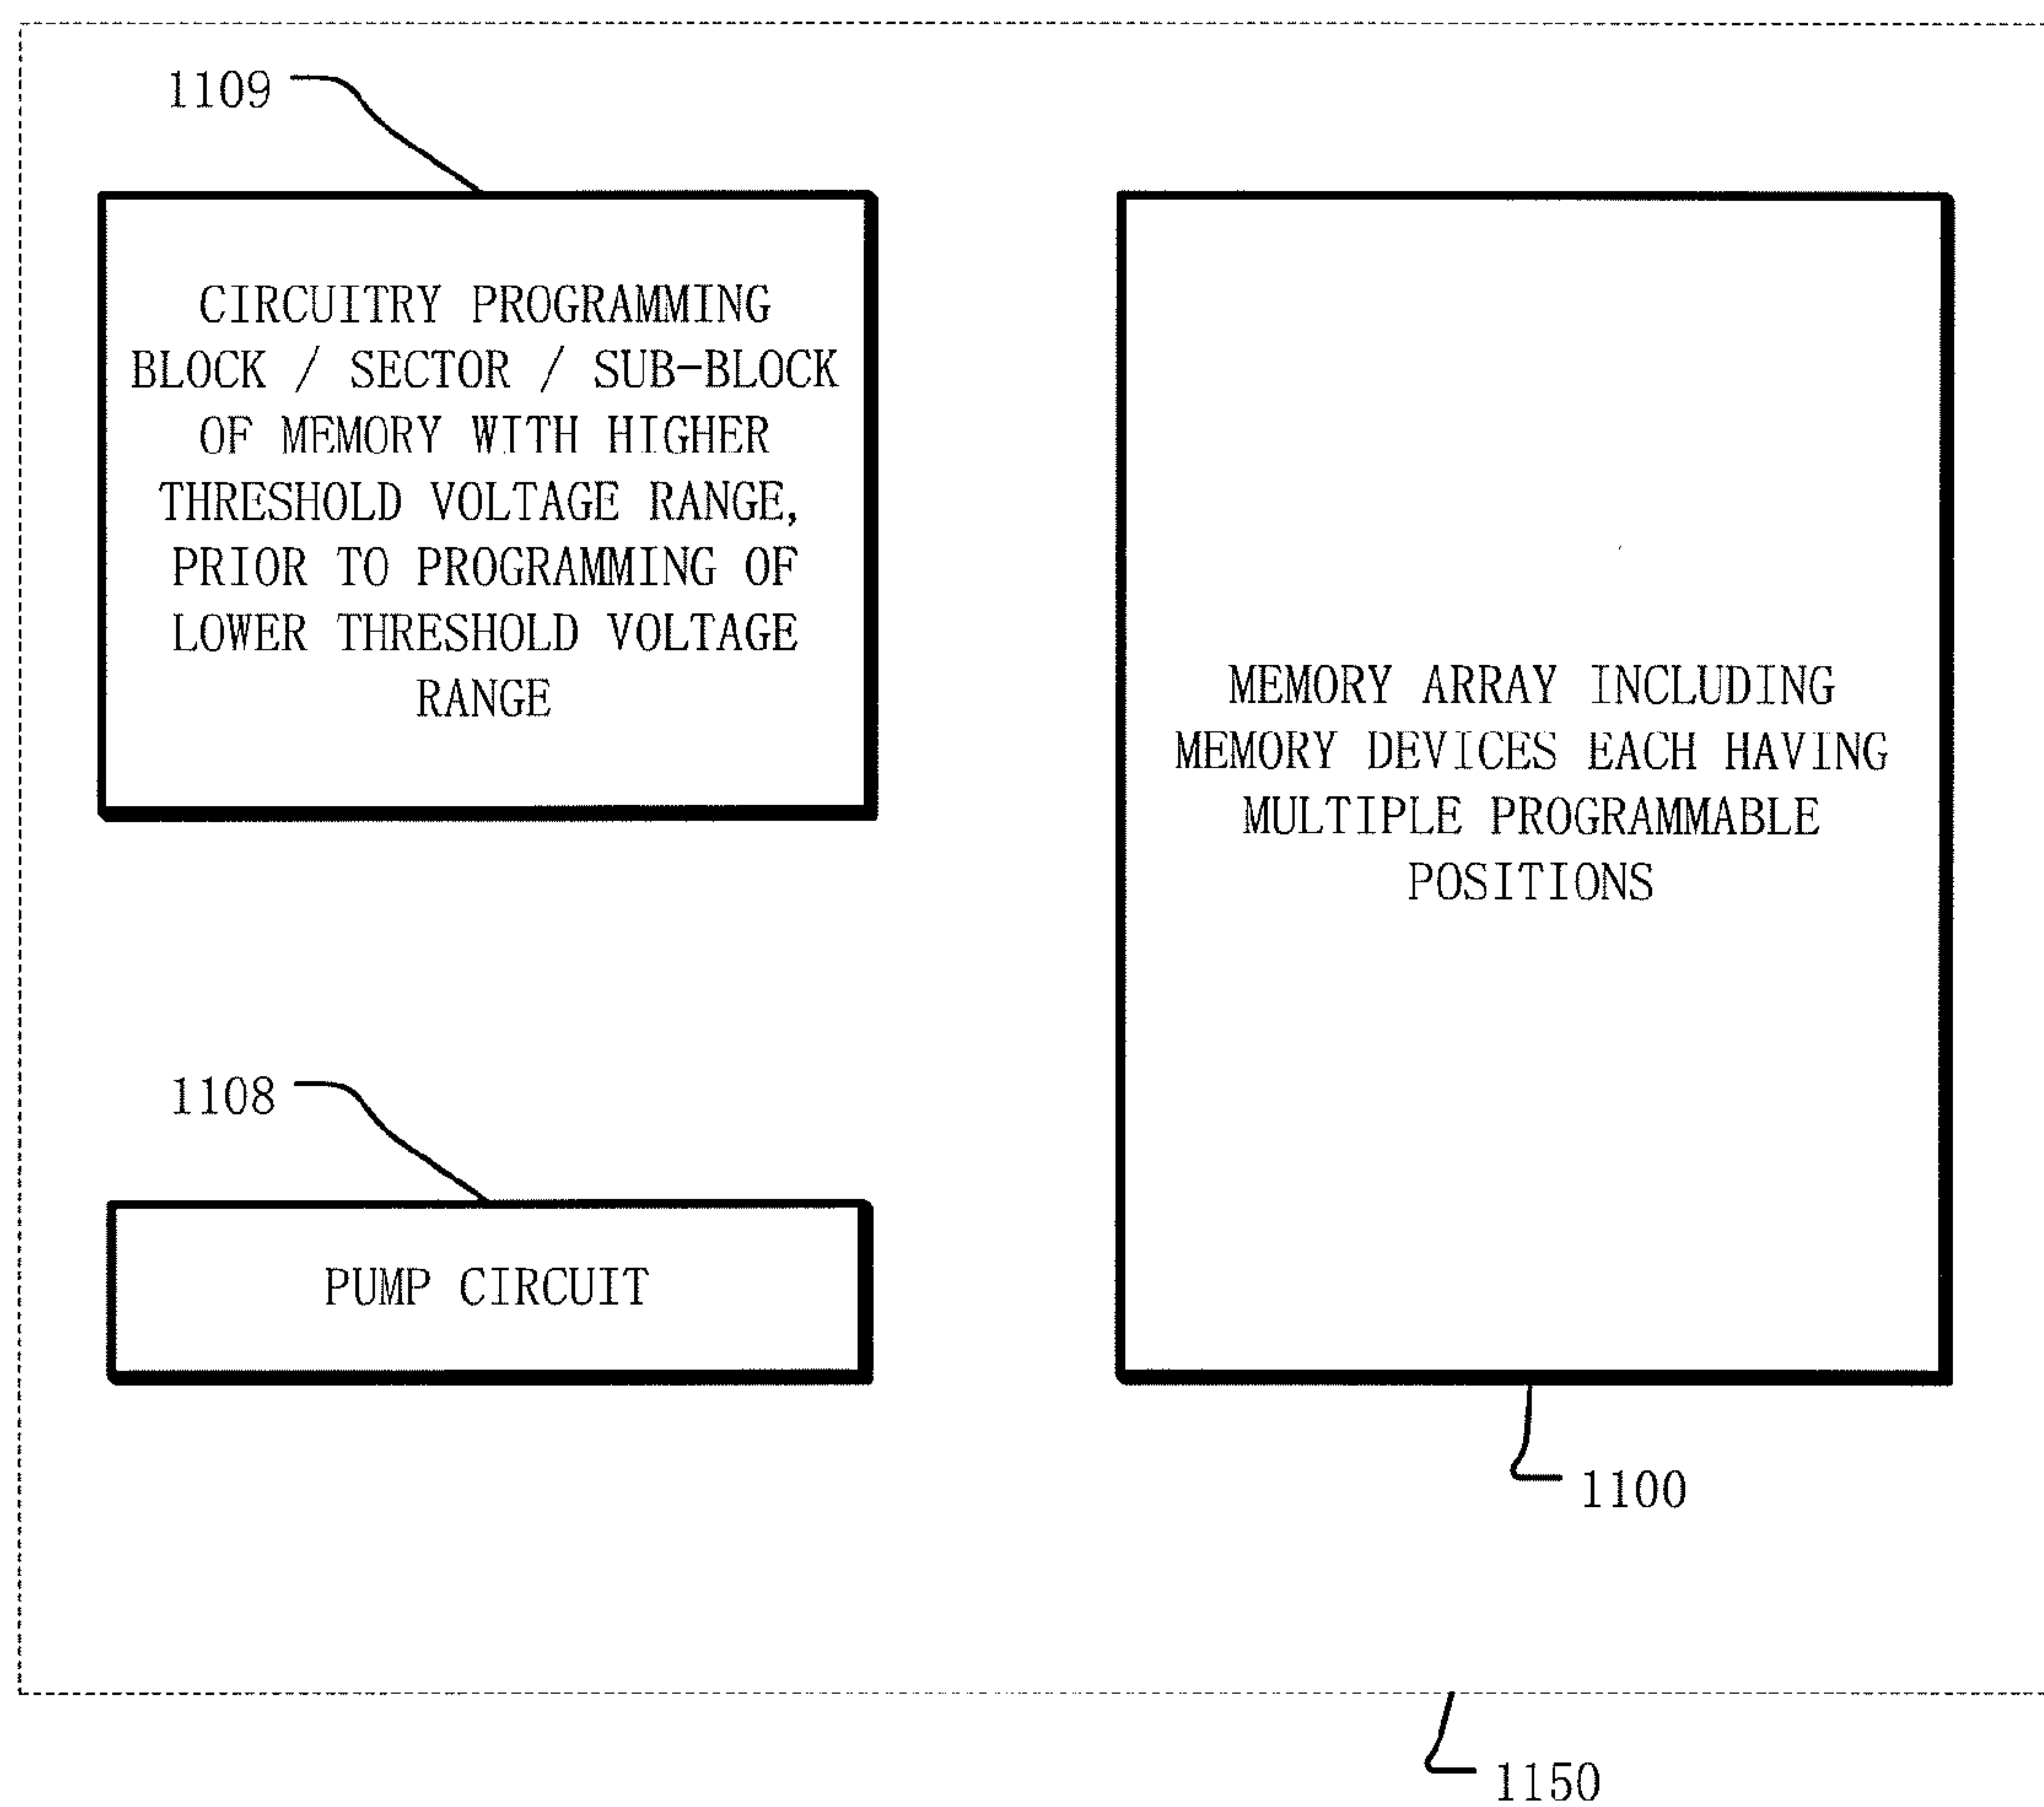 1109
CIRCUITRY PROGRAMMING
BLOCK / SECTOR / SUB-BLOCK
OF MEMORY WITH HIGHER
THRESHOLD VOLTAGE RANGE,
PRIOR TO PROGRAMMING OF
LOWER THRESHOLD VOLTAGE
RANGE
MEMORY ARRAY INCLUDING
MEMORY DEVICES EACH HAVING
MULTIPLE PROGRAMMABLE
POSITIONS
1108
PUMP CIRCUIT
1100
1150